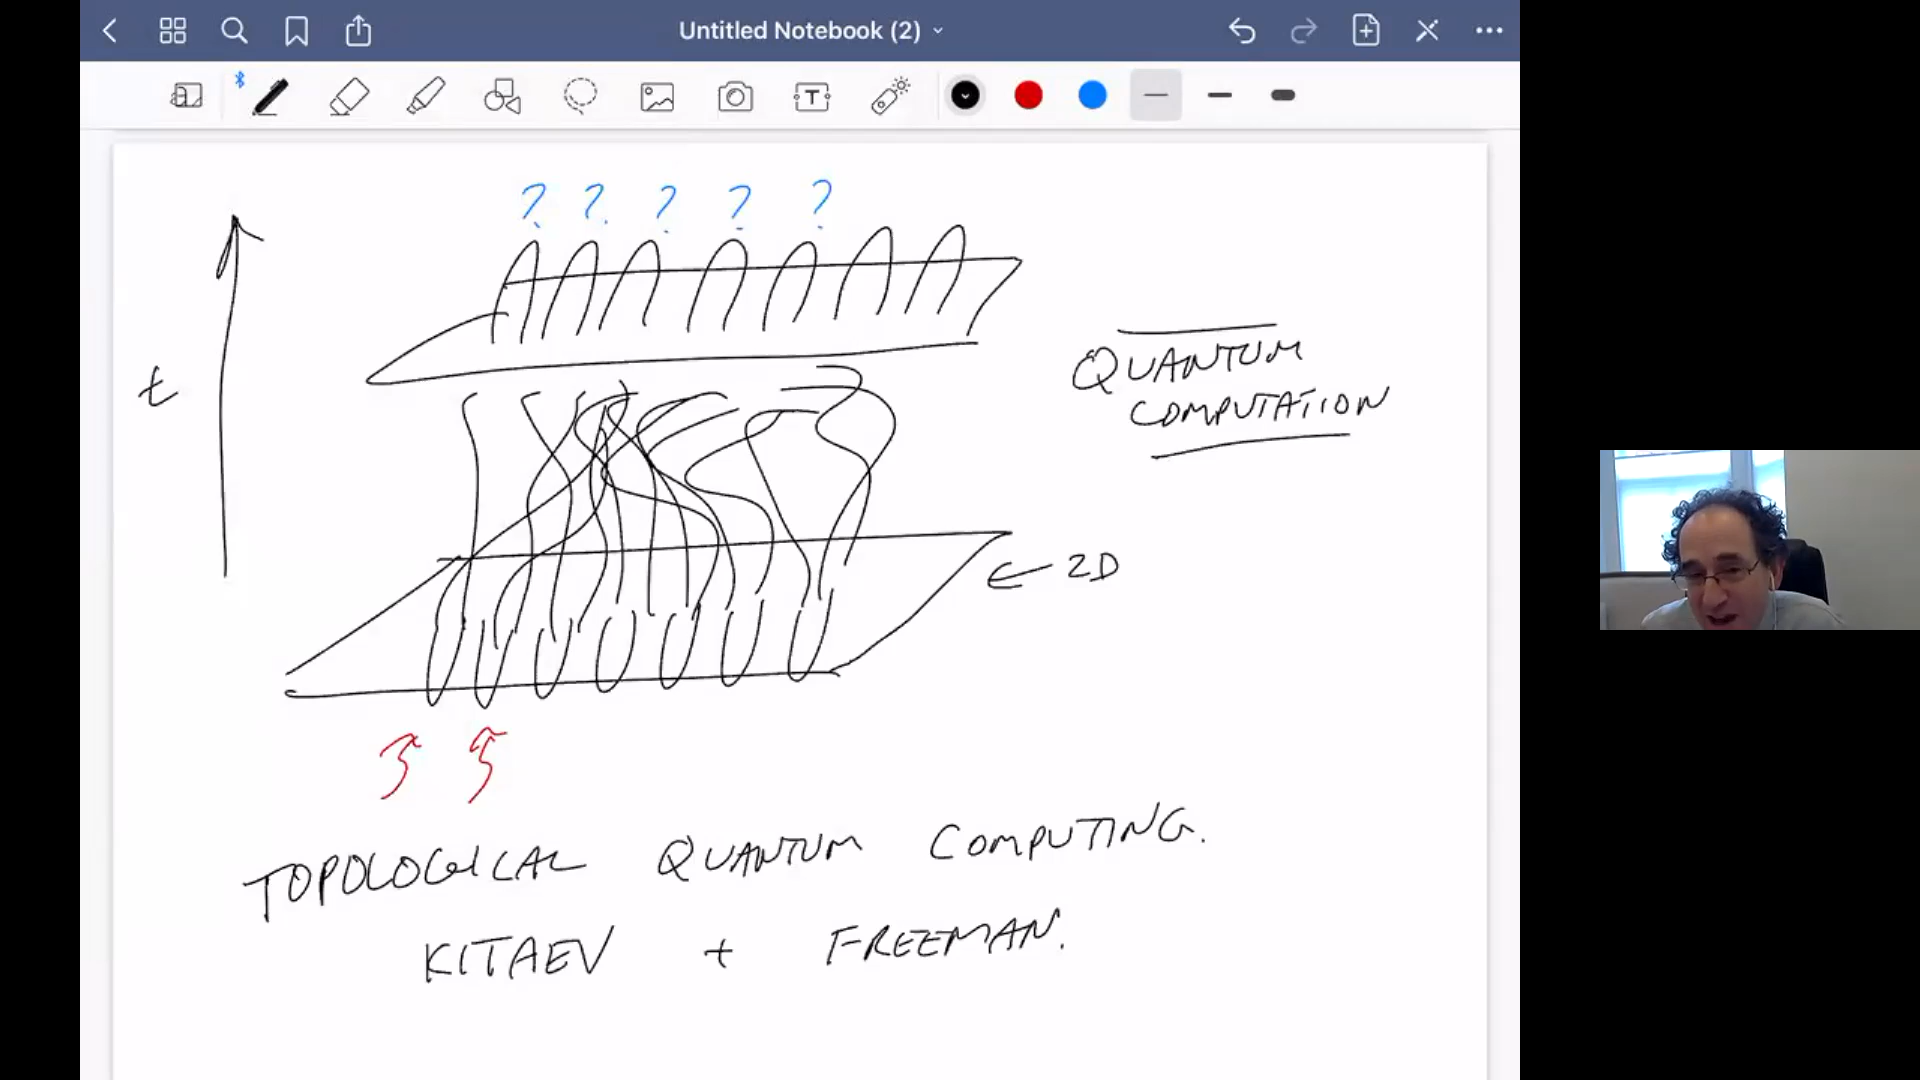 Untitled Notebook (2)
? ? ? ? ?
t
QUANTUM
COMPUTATION
2D
TOPOLOGICAL QUANTUM COMPUTING.
KITAEV + FREEMAN.